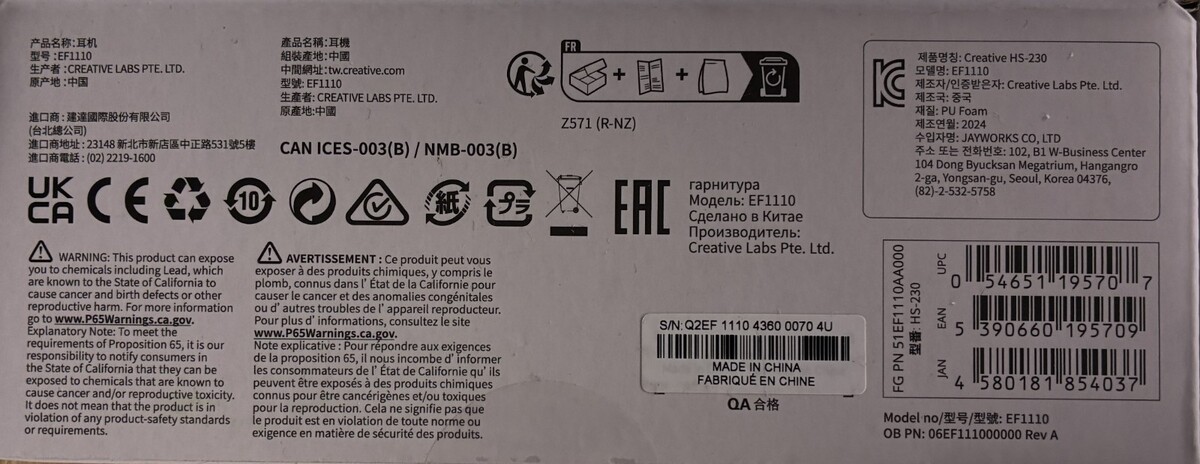 产品名称: 耳机
型号 : EF1110
生产者 : CREATIVE LABS PTE. LTD.
原产地 : 中国
進口商 : 建達國際股份有限公司
(台北總公司)
進口商地址 : 23148 新北市新店區中正路531號5樓
進口商電話 : (02) 2219-1600
產品名稱: 耳機
組裝產地: 中國
中開網址: tw.creative.com
型號: EF1110
生產者: CREATIVE LABS PTE. LTD.
原產地: 中國
CAN ICES-003(B) / NMB-003(B)
FR
Z571 (R-NZ)
제품명칭: Creative HS-230
모델명: EF1110
제조자/인증받은자: Creative Labs Pte. Ltd.
제조국: 중국
재질: PU Foam
제조연월: 2024
수입자명: JAYWORKS CO, LTD
주소 또는 전화번호: 102, B1 W-Business Center
104 Dong Byucksan Megatrium, Hangangro
2-ga, Yongsan-gu, Seoul, Korea 04376,
(82)-2-532-5758
UK
CA
CE
10
紙
プラ
EAC
гарнитура
Модель: EF1110
Сделано в Китае
Производитель:
Creative Labs Pte. Ltd.
WARNING: This product can expose
you to chemicals including Lead, which
are known to the State of California to
cause cancer and birth defects or other
reproductive harm. For more information
go to www.P65Warnings.ca.gov.
Explanatory Note: To meet the
requirements of Proposition 65, it is our
responsibility to notify consumers in
the State of California that they can be
exposed to chemicals that are known to
cause cancer and/or reproductive toxicity.
It does not mean that the product is in
violation of any product-safety standards
or requirements.
AVERTISSEMENT : Ce produit peut vous
exposer à des produits chimiques, y compris le
plomb, connus dans l' État de la Californie pour
causer le cancer et des anomalies congénitales
ou d' autres troubles de l' appareil reproducteur.
Pour plus d' informations, consultez le site
www.P65Warnings.ca.gov.
Note explicative : Pour répondre aux exigences
de la proposition 65, il nous incombe d' informer
les consommateurs de l' État de Californie qu' ils
peuvent être exposés à des produits chimiques
connus pour être cancérigènes et/ou toxiques
pour la reproduction. Cela ne signifie pas que
le produit est en violation de toute norme ou
exigence en matière de sécurité des produits.
S/N: Q2EF 1110 4360 0070 4U
MADE IN CHINA
FABRIQUÉ EN CHINE
QA 合格
FG PN 51EF1110AA000
型番: HS-230
UPC
0 54651 19570 7
EAN
5 390660 195709
JAN
4 580181 854037
Model no/型号/型號: EF1110
OB PN: 06EF111000000 Rev A